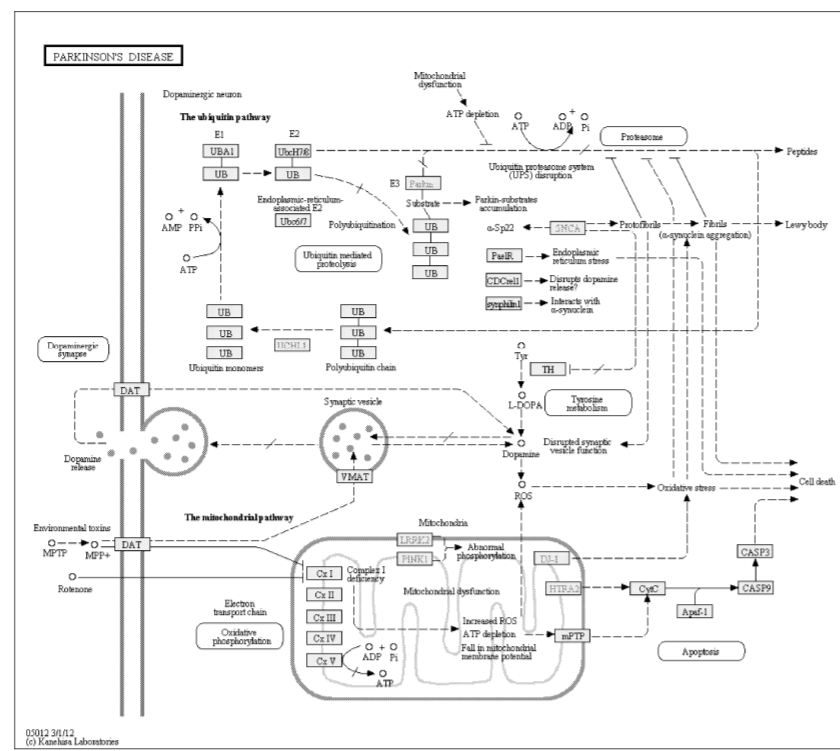 PARKINSON'S DISEASE
Dopaminergic neuron
The ubiquitin pathway
Mitochondrial
dysfunction
ATP depletion
ATP
ADP
+
Pi
Proteasome
Peptides
E1
UBA1
UB
E2
UbcH7/8
UB
Ubiquitin proteasome system
(UPS) disruption
E3
Parkin
Endoplasmic-reticulum-
associated E2
Ubc6/7
Substrate
Parkin-substrates
accumulation
Polyubiquitination
UB
UB
UB
α-Sp22
SNCA
Protofibrils
Fibrils
(α-synuclein aggregation)
Lewy body
AMP
+
PPi
ATP
Ubiquitin mediated
proteolysis
PaelR
Endoplasmic
reticulum stress
CDCrel1
Disrupts dopamine
release?
synphilin1
Interacts with
α-synuclein
UB
UB
UB
Ubiquitin monomers
UCHL1
UB
UB
UB
Polyubiquitin chain
Dopaminergic
synapse
Tyr
TH
L-DOPA
Tyrosine
metabolism
DAT
Synaptic vesicle
VMAT
Dopamine
release
Dopamine
Disrupted synaptic
vesicle function
ROS
Oxidative stress
Cell death
The mitochondrial pathway
Environmental toxins
MPTP
MPP+
DAT
Rotenone
Mitochondria
LRRK2
PINK1
Abnormal
phosphorylation
DJ-1
HTRA2
CytC
CASP3
CASP9
Apaf-1
Cx I
Cx II
Cx III
Cx IV
Cx V
Complex I
deficiency
Mitochondrial dysfunction
Electron
transport chain
Oxidative
phosphorylation
Increased ROS
ATP depletion
Fall in mitochondrial
membrane potential
ADP
+
Pi
ATP
mPTP
Apoptosis
05012 3/1/12
(c) Kanehisa Laboratories